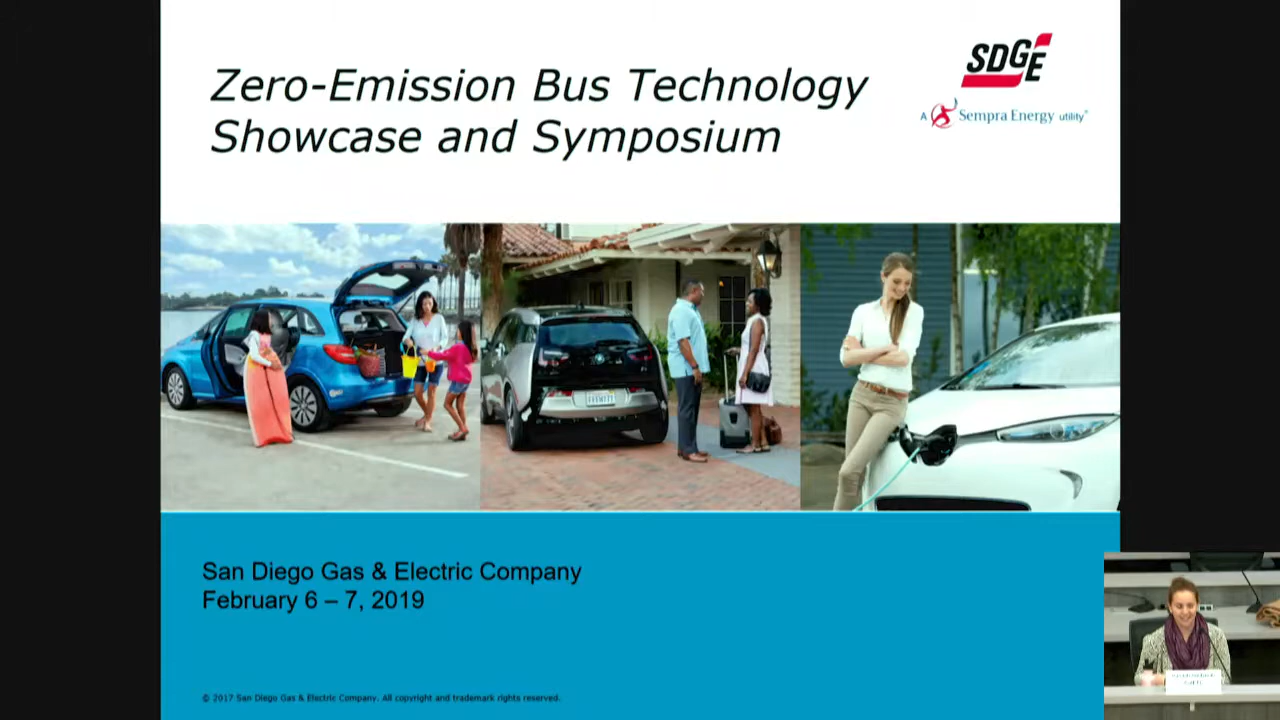 Zero-Emission Bus Technology
Showcase and Symposium
SDGE
A Sempra Energy utility
San Diego Gas & Electric Company
February 6 – 7, 2019
© 2017 San Diego Gas & Electric Company. All copyright and trademark rights reserved.